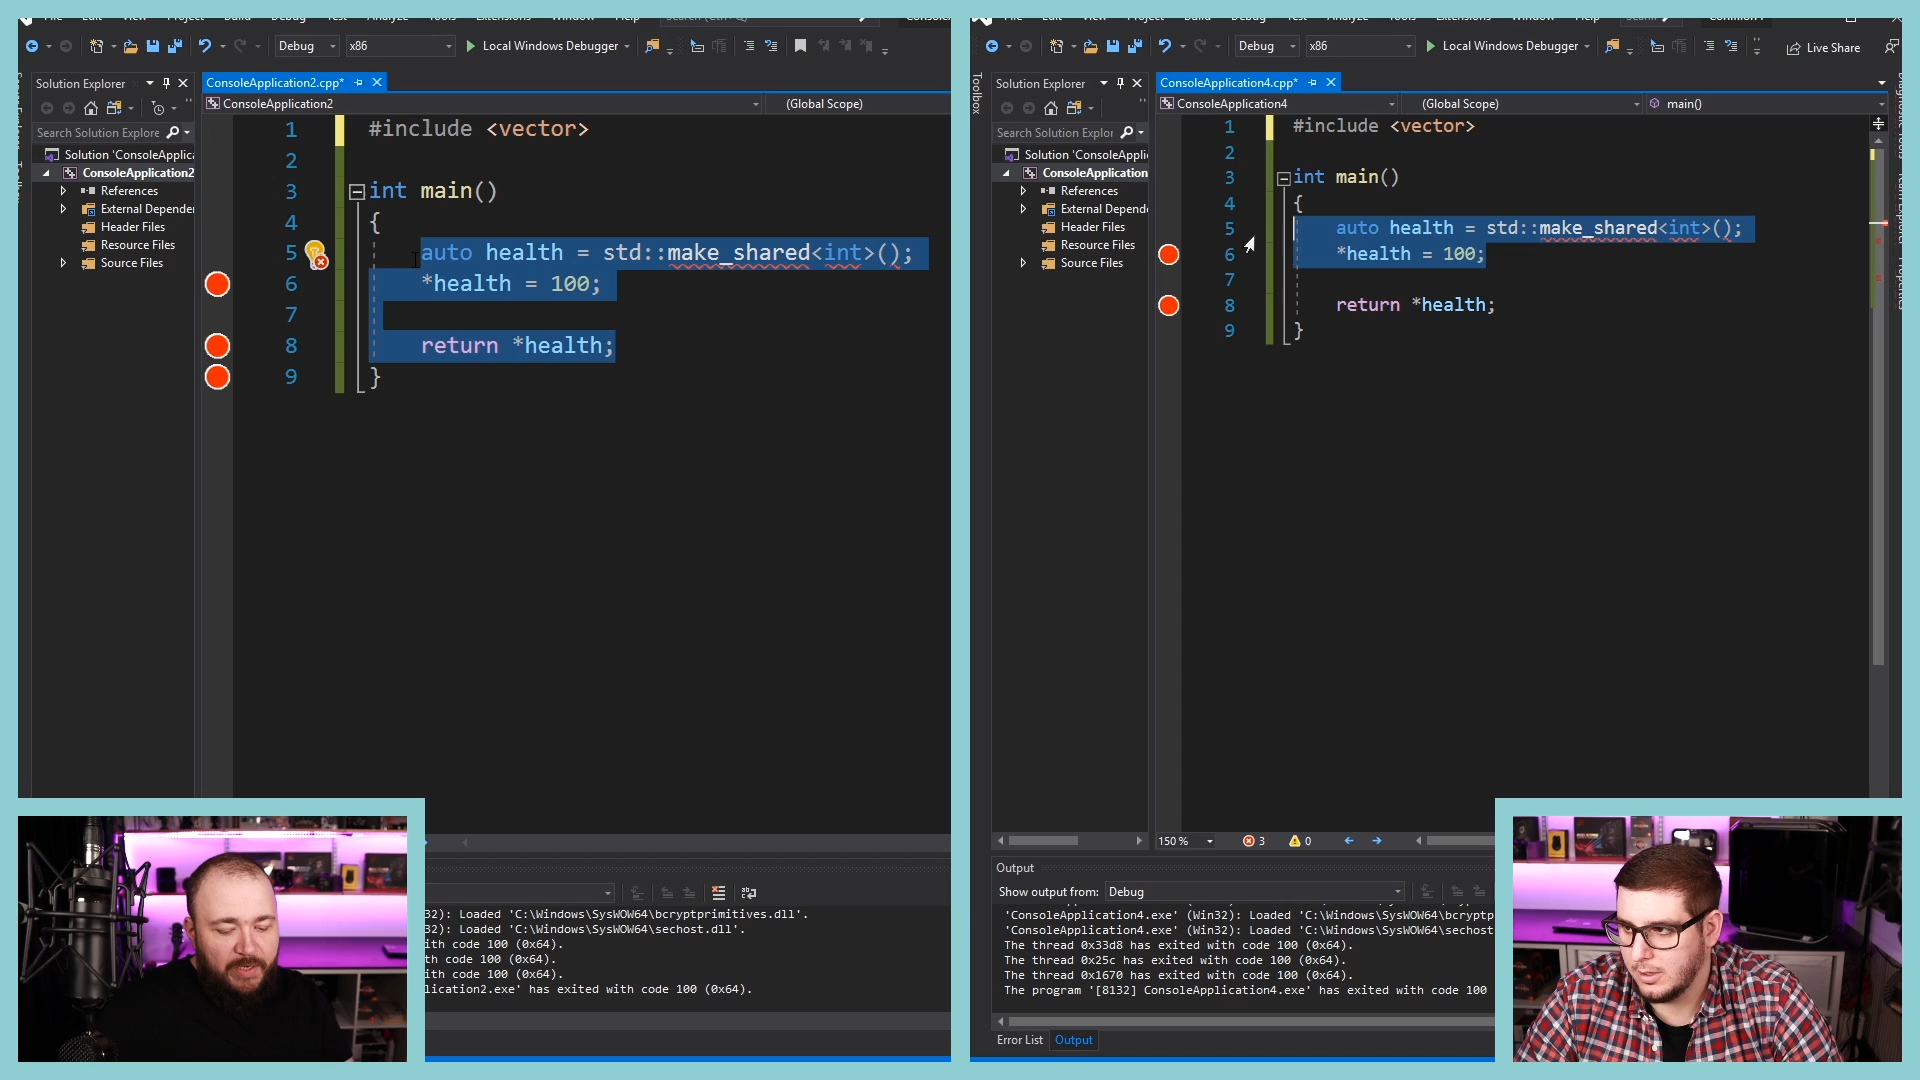 Debug
x86
Local Windows Debugger
Solution Explorer
ConsoleApplication2.cpp*
ConsoleApplication2
(Global Scope)
Search Solution Explore
Solution 'ConsoleApplica
ConsoleApplication2
References
External Depende
Header Files
Resource Files
Source Files
1 #include <vector>
2
3 int main()
4 {
5 auto health = std::make_shared<int>();
6 *health = 100;
7
8 return *health;
9 }
32): Loaded 'C:\Windows\SysWOW64\bcryptprimitives.dll'.
32): Loaded 'C:\Windows\SysWOW64\sechost.dll'.
ith code 100 (0x64).
ith code 100 (0x64).
ith code 100 (0x64).
lication2.exe' has exited with code 100 (0x64).
Debug
x86
Local Windows Debugger
Live Share
Toolbox
Solution Explorer
ConsoleApplication4.cpp*
ConsoleApplication4
(Global Scope)
main()
Search Solution Explor
Solution 'ConsoleAppli
ConsoleApplication
References
External Depend
Header Files
Resource Files
Source Files
1 #include <vector>
2
3 int main()
4 {
5 auto health = std::make_shared<int>();
6 *health = 100;
7
8 return *health;
9 }
150 %
3
0
Output
Show output from: Debug
'ConsoleApplication4.exe' (Win32): Loaded 'C:\Windows\SysWOW64\bcryptp
'ConsoleApplication4.exe' (Win32): Loaded 'C:\Windows\SysWOW64\sechost
The thread 0x33d8 has exited with code 100 (0x64).
The thread 0x25c has exited with code 100 (0x64).
The thread 0x1670 has exited with code 100 (0x64).
The program '[8132] ConsoleApplication4.exe' has exited with code 100
Error List
Output